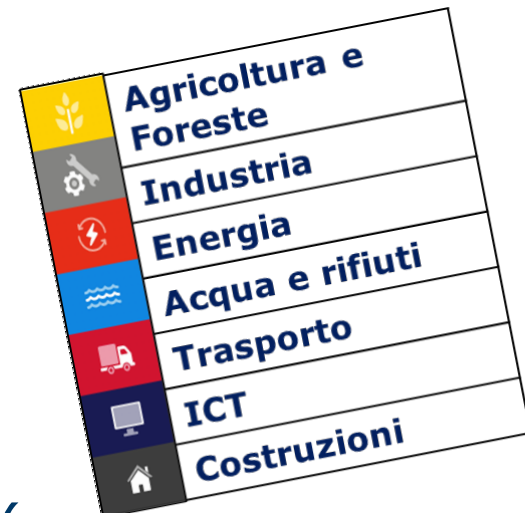 Agricoltura e
Foreste
Industria
Energia
Acqua e rifiuti
Trasporto
ICT
Costruzioni